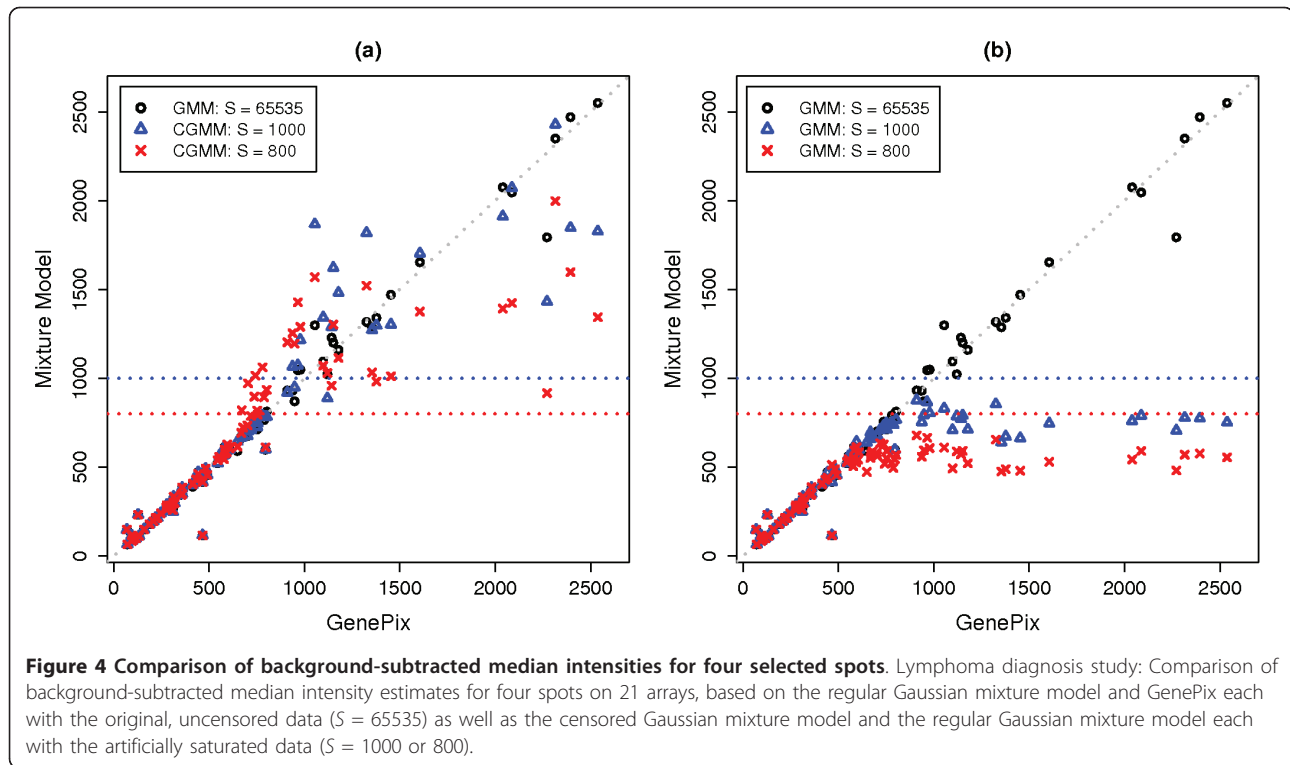 (a)
GMM: S = 65535
CGMM: S = 1000
CGMM: S = 800
Mixture Model
0
500
1000
1500
2000
2500
0
500
1000
1500
2000
2500
GenePix
(b)
GMM: S = 65535
GMM: S = 1000
GMM: S = 800
Mixture Model
0
500
1000
1500
2000
2500
0
500
1000
1500
2000
2500
GenePix
Figure 4 Comparison of background-subtracted median intensities for four selected spots. Lymphoma diagnosis study: Comparison of
background-subtracted median intensity estimates for four spots on 21 arrays, based on the regular Gaussian mixture model and GenePix each
with the original, uncensored data (S = 65535) as well as the censored Gaussian mixture model and the regular Gaussian mixture model each
with the artificially saturated data (S = 1000 or 800).